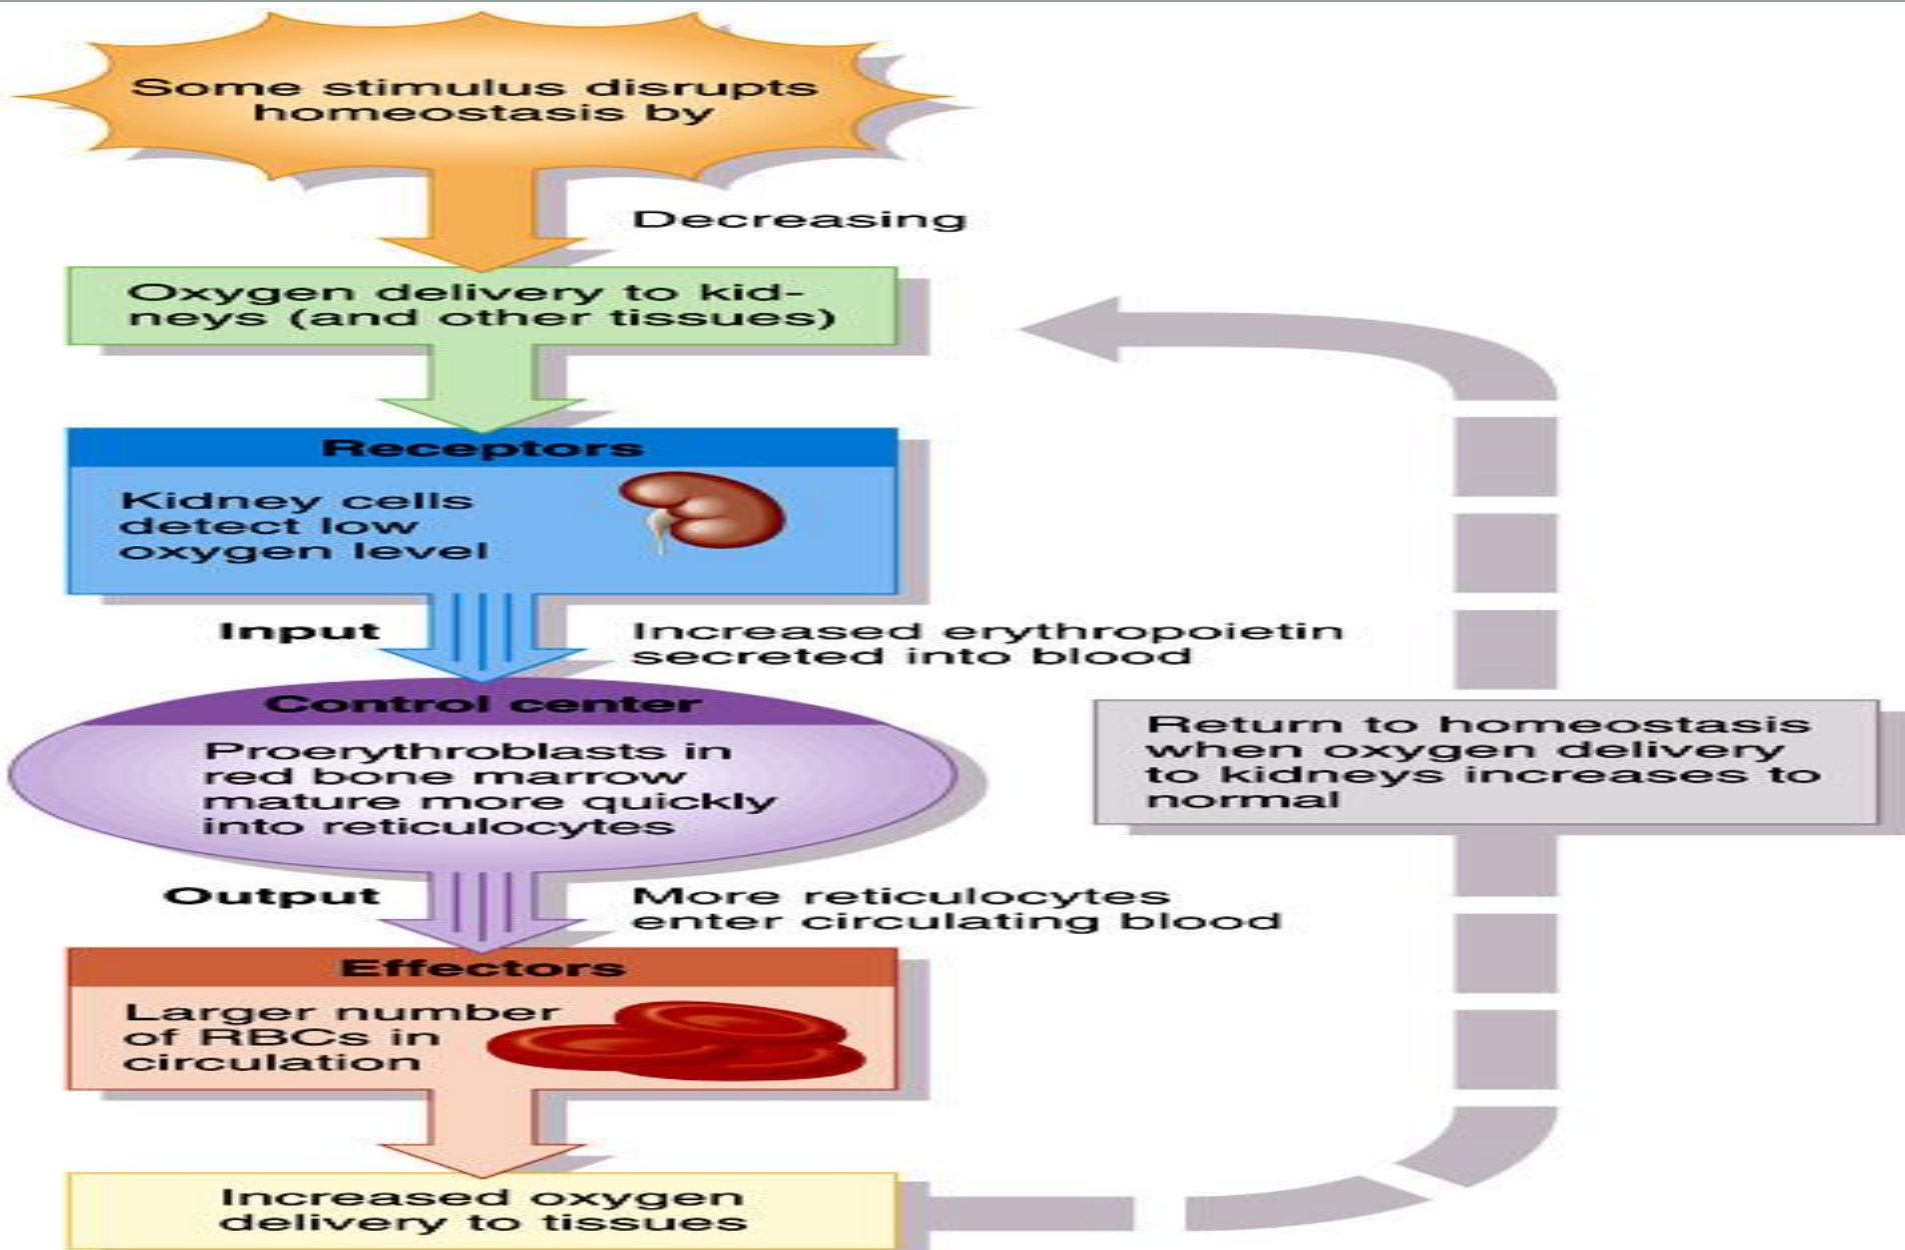 Some stimulus disrupts
homeostasis by
Decreasing
Oxygen delivery to kid-
neys (and other tissues)
Receptors
Kidney cells
detect low
oxygen level
Input
Increased erythropoietin
secreted into blood
Control center
Proerythroblasts in
red bone marrow
mature more quickly
into reticulocytes
Return to homeostasis
when oxygen delivery
to kidneys increases to
normal
Output
More reticulocytes
enter circulating blood
Effectors
Larger number
of RBCs in
circulation
Increased oxygen
delivery to tissues